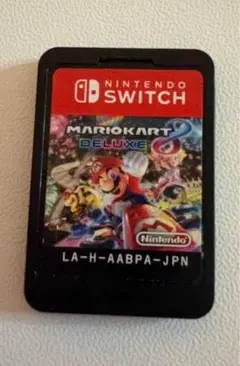 NINTENDO
SWITCH
MARIOKART 8
DELUXE
Nintendo
LA-H-AABPA-JPN